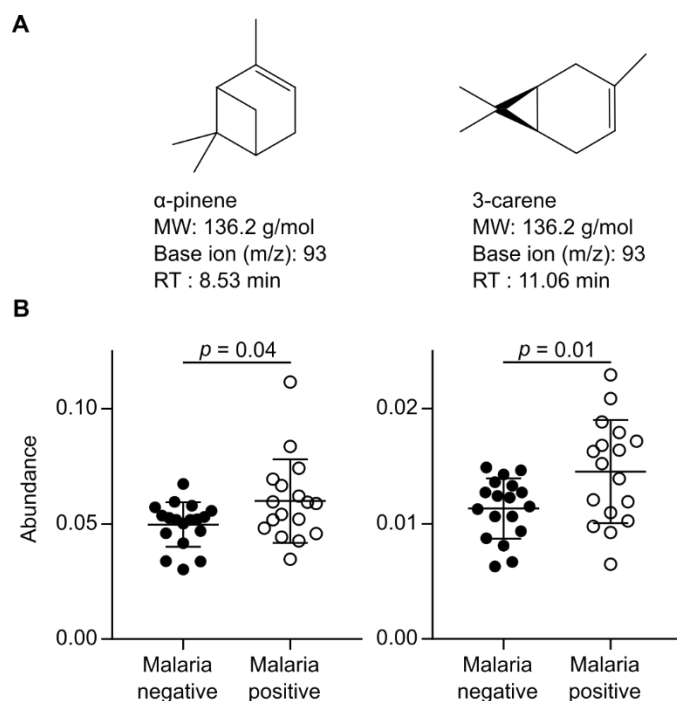 A
α-pinene
MW: 136.2 g/mol
Base ion (m/z): 93
RT : 8.53 min
3-carene
MW: 136.2 g/mol
Base ion (m/z): 93
RT : 11.06 min
B
p = 0.04
0.10
0.05
0.00
Abundance
Malaria
negative
Malaria
positive
p = 0.01
0.02
0.01
0.00
Malaria
negative
Malaria
positive